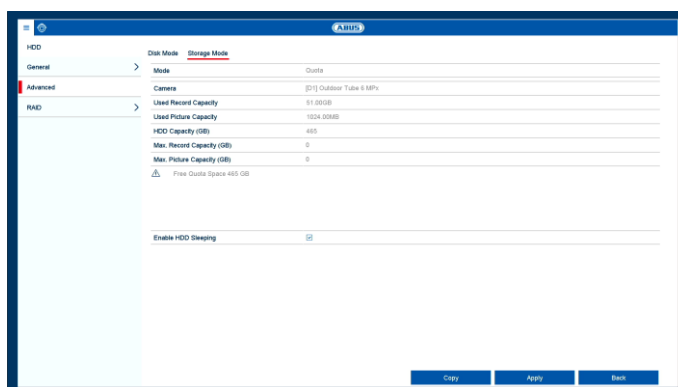 ABUS
HDD
General
Advanced
RAID
Disk Mode Storage Mode
Mode Quota
Camera [D1] Outdoor Tube 6 MPx
Used Record Capacity 51.00GB
Used Picture Capacity 1024.00MB
HDD Capacity (GB) 465
Max. Record Capacity (GB) 0
Max. Picture Capacity (GB) 0
Free Quota Space 465 GB
Enable HDD Sleeping
Copy Apply Back